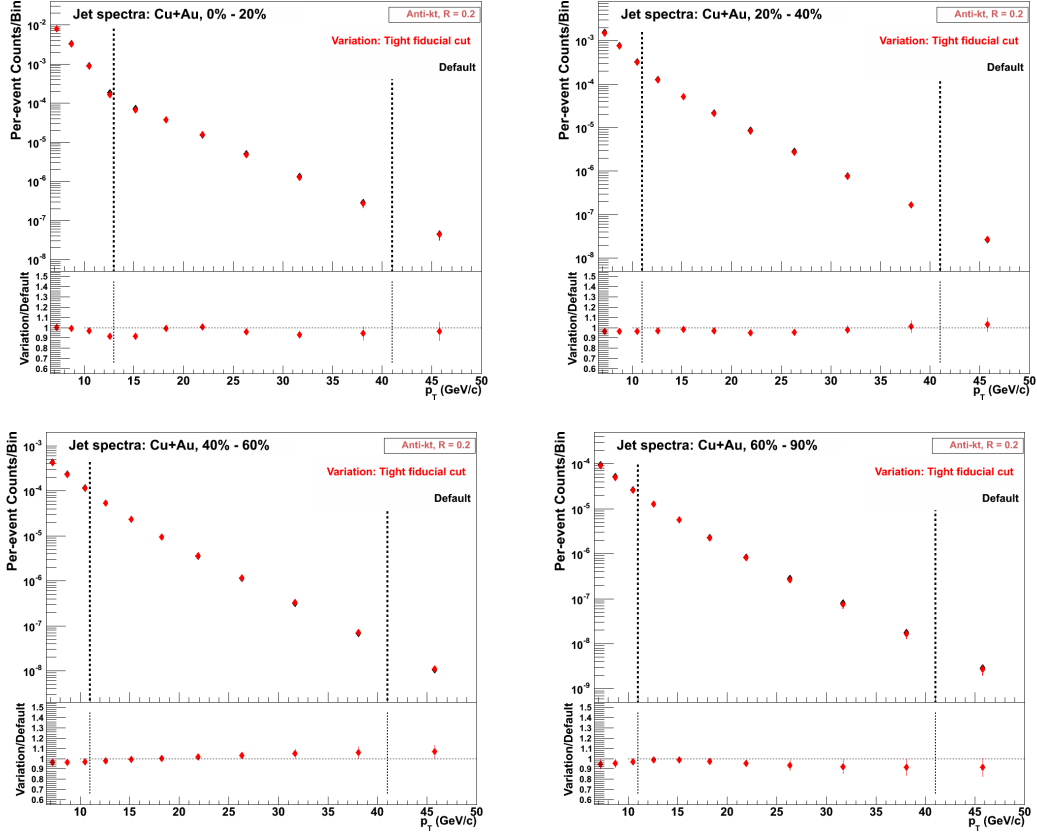 Jet spectra: Cu+Au, 0% - 20%
Anti-kt, R = 0.2
Variation: Tight fiducial cut
Default
Per-event Counts/Bin
10-2
10-3
10-4
10-5
10-6
10-7
10-8
Variation/Default
1.5
1.4
1.3
1.2
1.1
1
0.9
0.8
0.7
0.6
10 15 20 25 30 35 40 45 50
pT (GeV/c)
Jet spectra: Cu+Au, 20% - 40%
Anti-kt, R = 0.2
Variation: Tight fiducial cut
Default
Per-event Counts/Bin
10-3
10-4
10-5
10-6
10-7
10-8
Variation/Default
1.5
1.4
1.3
1.2
1.1
1
0.9
0.8
0.7
0.6
10 15 20 25 30 35 40 45 50
pT (GeV/c)
Jet spectra: Cu+Au, 40% - 60%
Anti-kt, R = 0.2
Variation: Tight fiducial cut
Default
Per-event Counts/Bin
10-3
10-4
10-5
10-6
10-7
10-8
Variation/Default
1.5
1.4
1.3
1.2
1.1
1
0.9
0.8
0.7
0.6
10 15 20 25 30 35 40 45 50
pT (GeV/c)
Jet spectra: Cu+Au, 60% - 90%
Anti-kt, R = 0.2
Variation: Tight fiducial cut
Default
Per-event Counts/Bin
10-4
10-5
10-6
10-7
10-8
10-9
Variation/Default
1.5
1.4
1.3
1.2
1.1
1
0.9
0.8
0.7
0.6
10 15 20 25 30 35 40 45 50
pT (GeV/c)